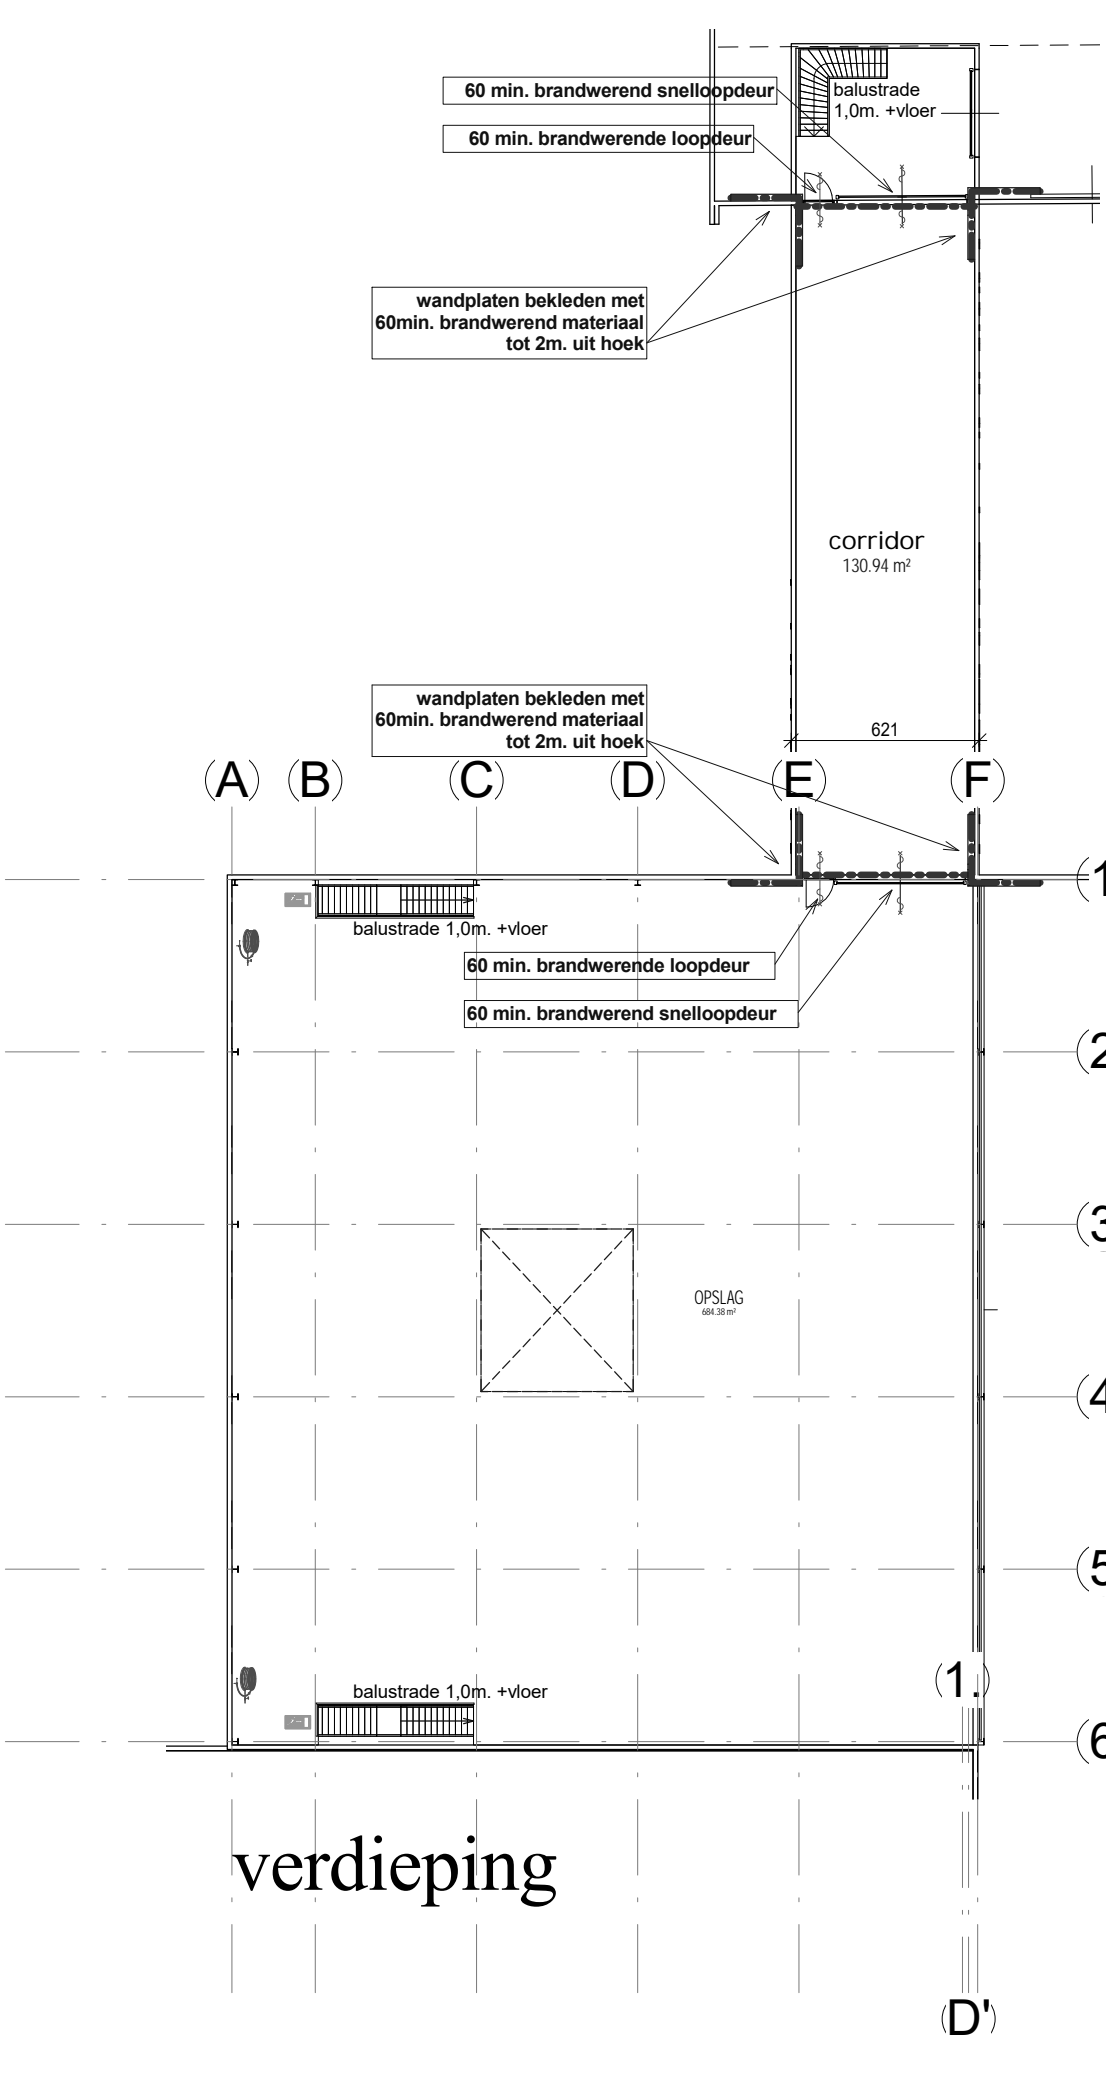 60 min. brandwerend snelloopdeur
balustrade
1,0m. +vloer
60 min. brandwerende loopdeur
wandplaten bekleden met
60min. brandwerend materiaal
tot 2m. uit hoek
corridor
130.94 m²
wandplaten bekleden met
60min. brandwerend materiaal
tot 2m. uit hoek
621
(A) (B) (C) (D) (E) (F)
(1
balustrade 1,0m. +vloer
60 min. brandwerende loopdeur
60 min. brandwerend snelloopdeur
(2
(3
OPSLAG
684.38 m²
(4
(5
(1.)
balustrade 1,0m. +vloer
(6
verdieping
(D')